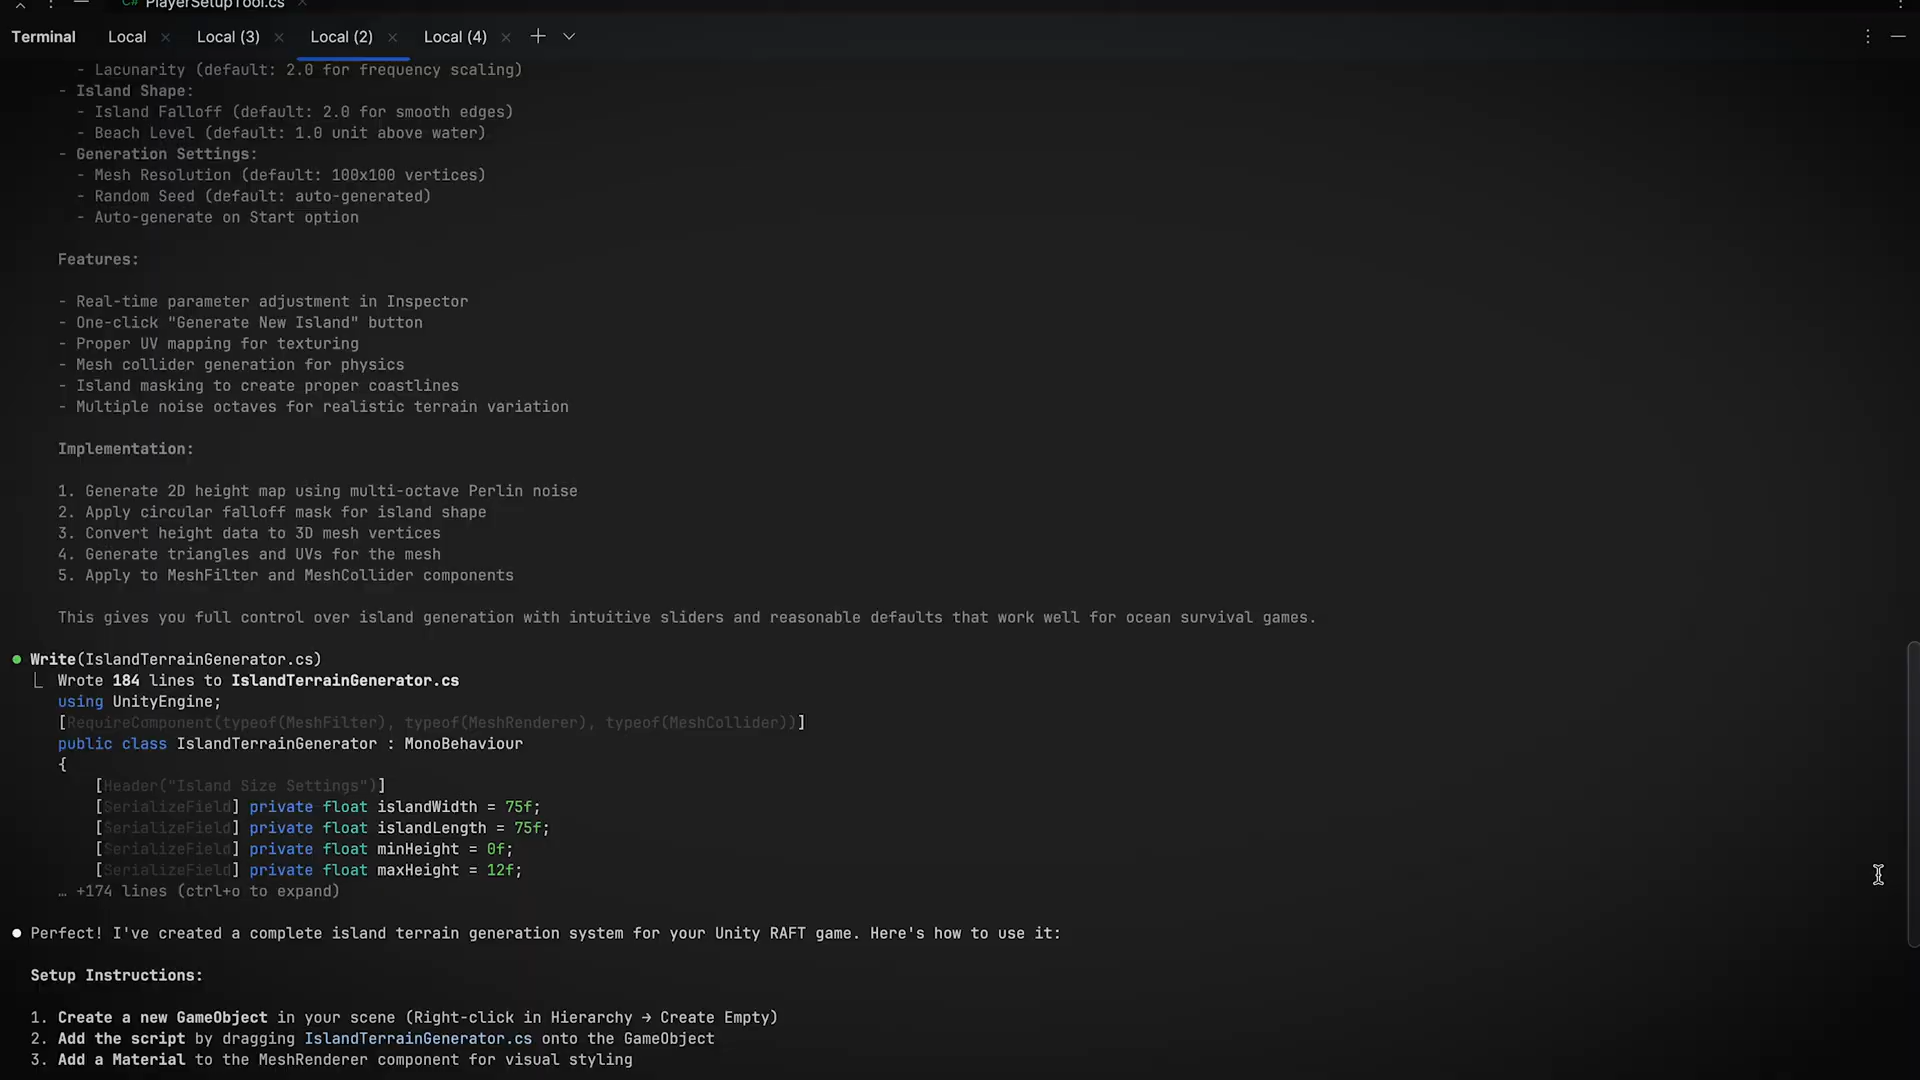 C# PlayerSetupTool.cs ×
Terminal Local × Local (3) × Local (2) × Local (4) ×
- Lacunarity (default: 2.0 for frequency scaling)
- Island Shape:
- Island Falloff (default: 2.0 for smooth edges)
- Beach Level (default: 1.0 unit above water)
- Generation Settings:
- Mesh Resolution (default: 100x100 vertices)
- Random Seed (default: auto-generated)
- Auto-generate on Start option
Features:
- Real-time parameter adjustment in Inspector
- One-click "Generate New Island" button
- Proper UV mapping for texturing
- Mesh collider generation for physics
- Island masking to create proper coastlines
- Multiple noise octaves for realistic terrain variation
Implementation:
1. Generate 2D height map using multi-octave Perlin noise
2. Apply circular falloff mask for island shape
3. Convert height data to 3D mesh vertices
4. Generate triangles and UVs for the mesh
5. Apply to MeshFilter and MeshCollider components
This gives you full control over island generation with intuitive sliders and reasonable defaults that work well for ocean survival games.
● Write(IslandTerrainGenerator.cs)
⎿ Wrote 184 lines to IslandTerrainGenerator.cs
using UnityEngine;
[RequireComponent(typeof(MeshFilter), typeof(MeshRenderer), typeof(MeshCollider))]
public class IslandTerrainGenerator : MonoBehaviour
{
[Header("Island Size Settings")]
[SerializeField] private float islandWidth = 75f;
[SerializeField] private float islandLength = 75f;
[SerializeField] private float minHeight = 0f;
[SerializeField] private float maxHeight = 12f;
… +174 lines (ctrl+o to expand)
● Perfect! I've created a complete island terrain generation system for your Unity RAFT game. Here's how to use it:
Setup Instructions:
1. Create a new GameObject in your scene (Right-click in Hierarchy → Create Empty)
2. Add the script by dragging IslandTerrainGenerator.cs onto the GameObject
3. Add a Material to the MeshRenderer component for visual styling